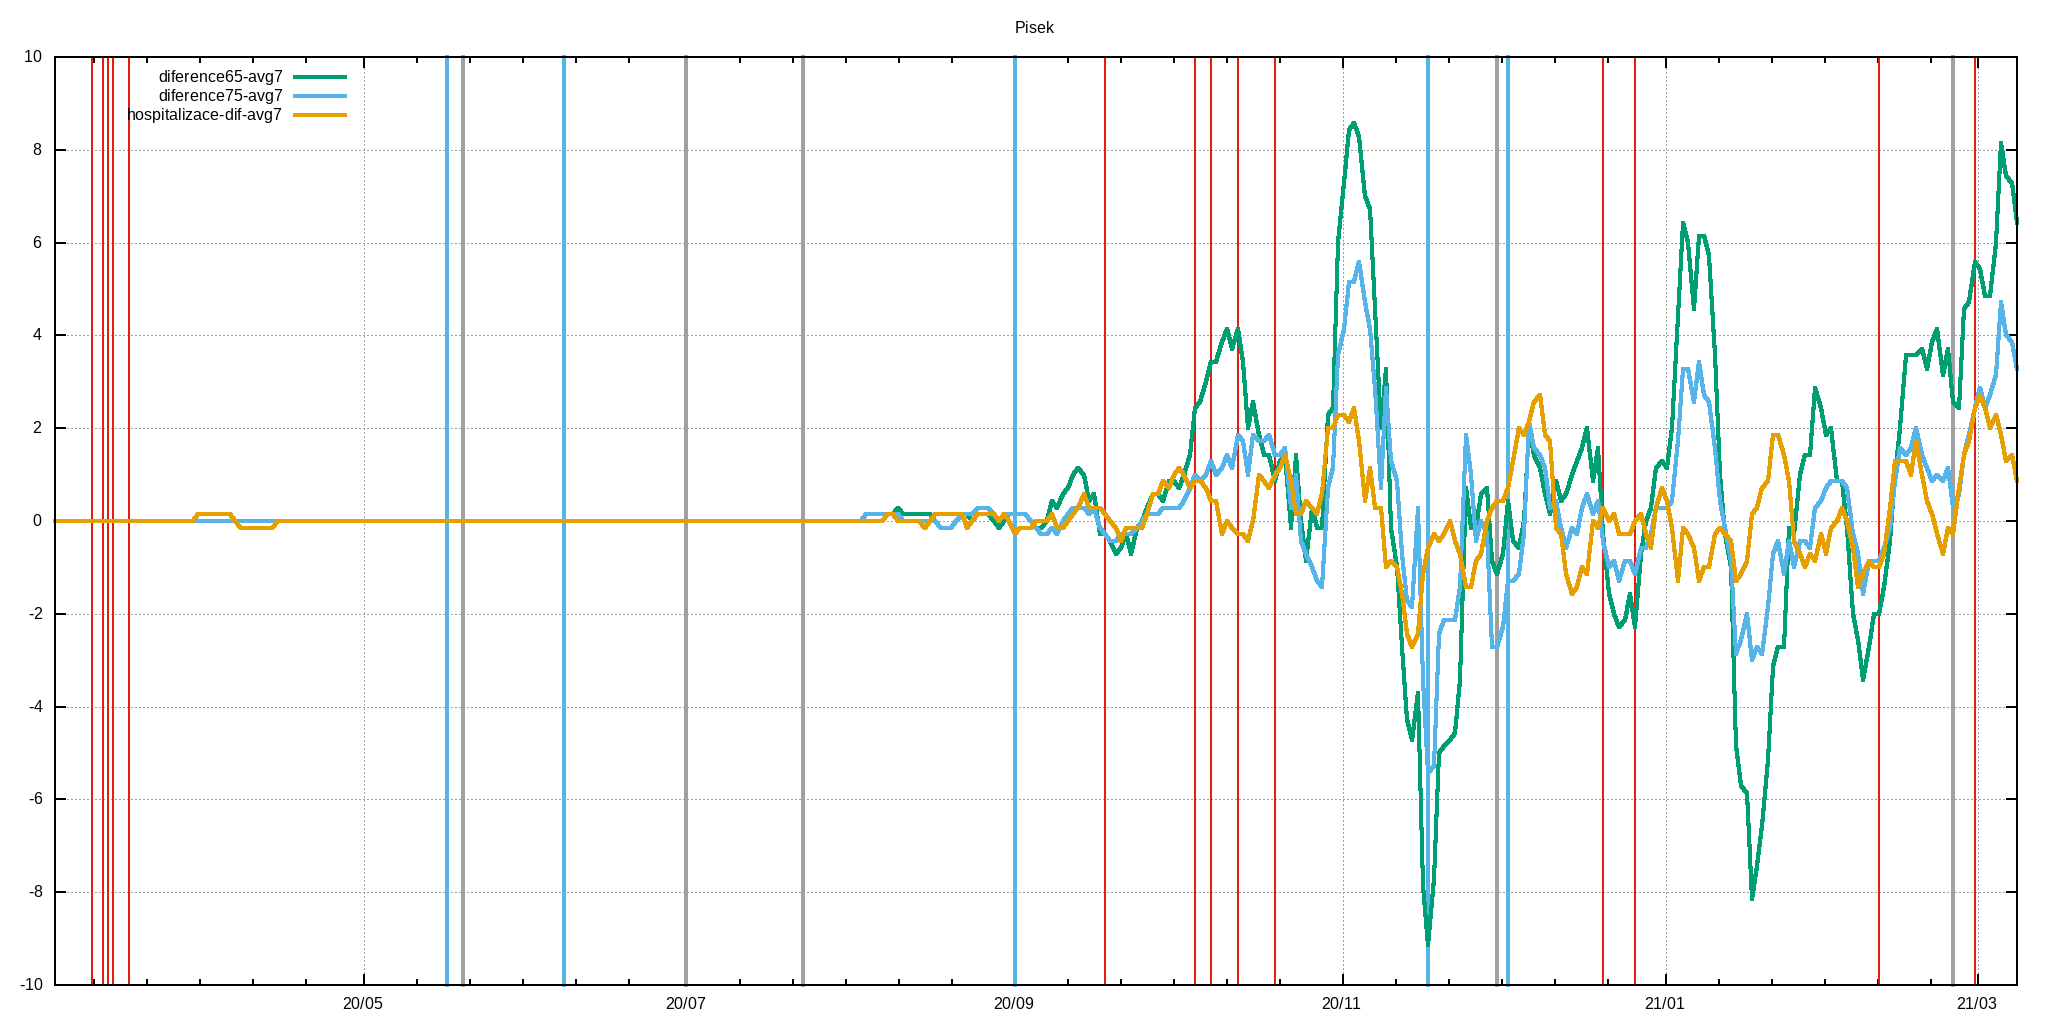 Pisek
10
diference65-avg7
diference75-avg7
hospitalizace-dif-avg7
8
6
4
2
0
-2
-4
-6
-8
-10
20/05 20/07 20/09 20/11 21/01 21/03